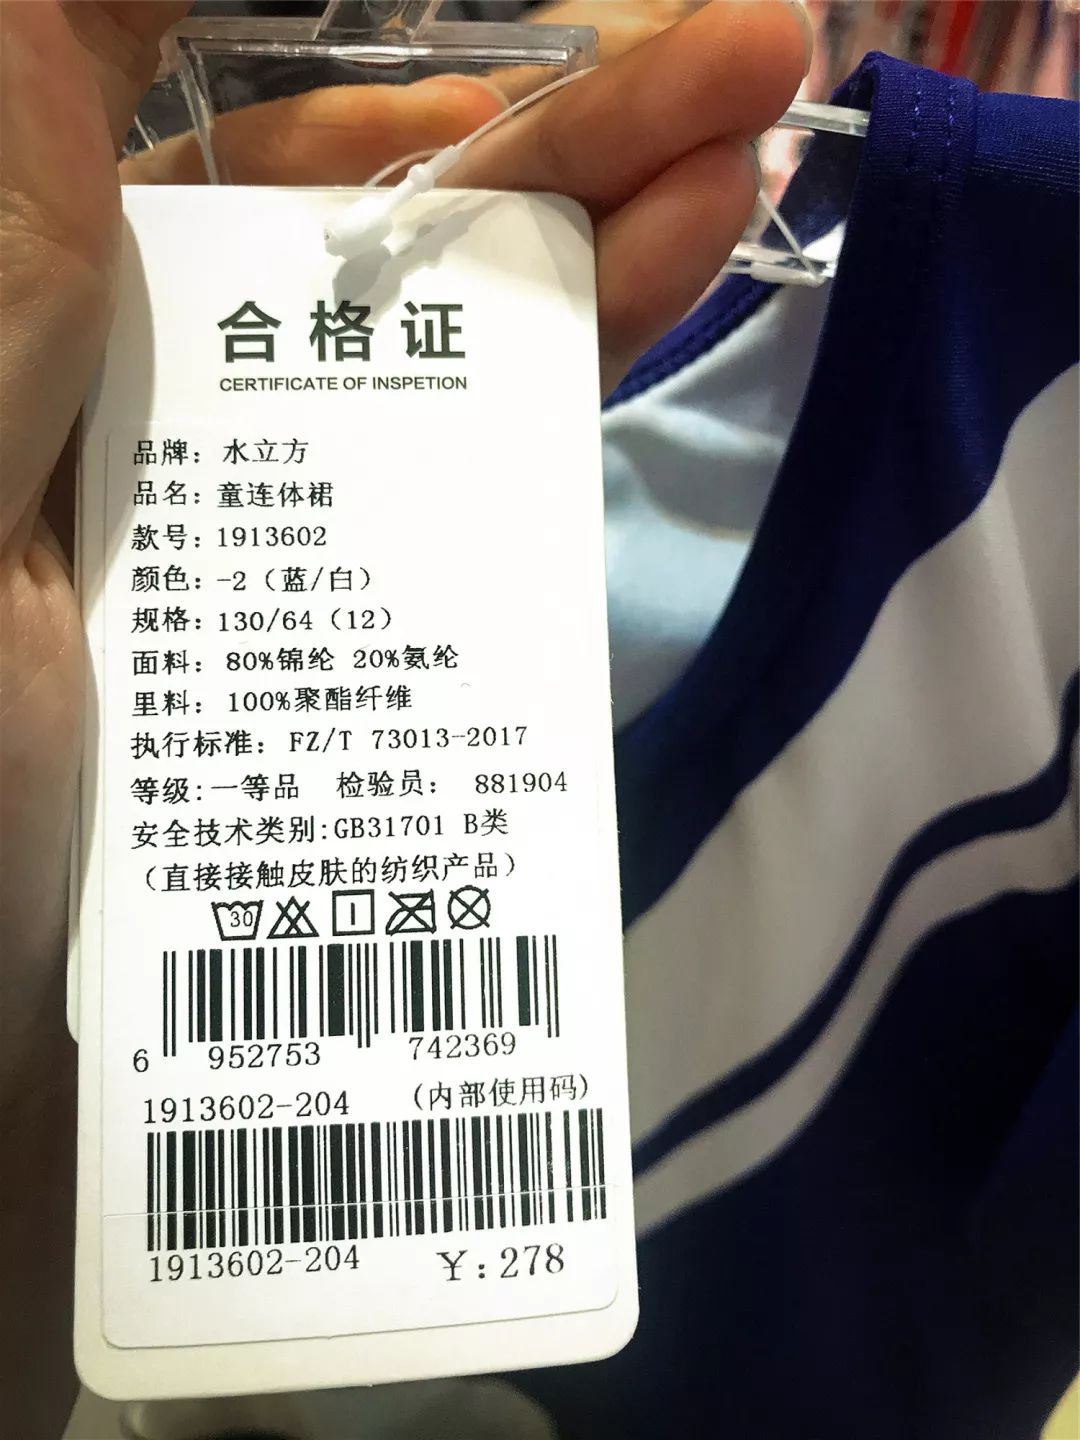 合格证
CERTIFICATE OF INSPETION
品牌：水立方
品名：童连体裙
款号：1913602
颜色：-2（蓝/白）
规格：130/64（12）
面料：80%锦纶 20%氨纶
里料：100%聚酯纤维
执行标准：FZ/T 73013-2017
等级:一等品 检验员：881904
安全技术类别:GB31701 B类
（直接接触皮肤的纺织产品）
30
6 952753 742369
1913602-204 (内部使用码)
1913602-204 ￥:278